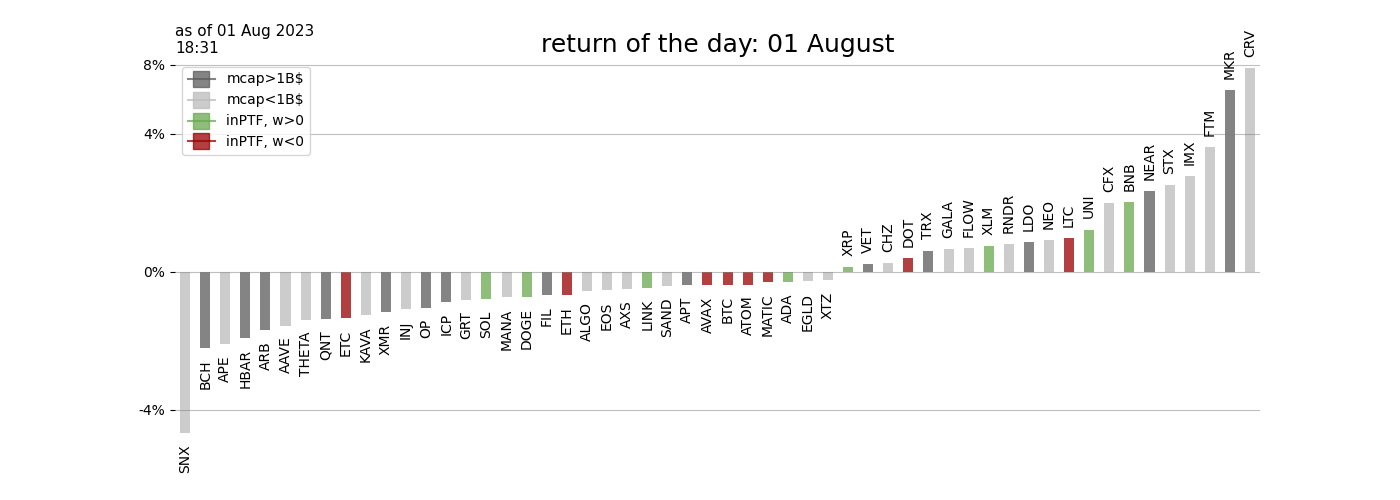 as of 01 Aug 2023
18:31
return of the day: 01 August
8%
4%
0%
-4%
mcap>1B$
mcap<1B$
inPTF, w>0
inPTF, w<0
SNX
BCH
APE
HBAR
ARB
AAVE
THETA
QNT
ETC
KAVA
XMR
INJ
OP
ICP
GRT
SOL
MANA
DOGE
FIL
ETH
ALGO
EOS
AXS
LINK
SAND
APT
AVAX
BTC
ATOM
MATIC
ADA
EGLD
XTZ
XRP
VET
CHZ
DOT
TRX
GALA
FLOW
XLM
RNDR
LDO
NEO
LTC
UNI
CFX
BNB
NEAR
STX
IMX
FTM
MKR
CRV